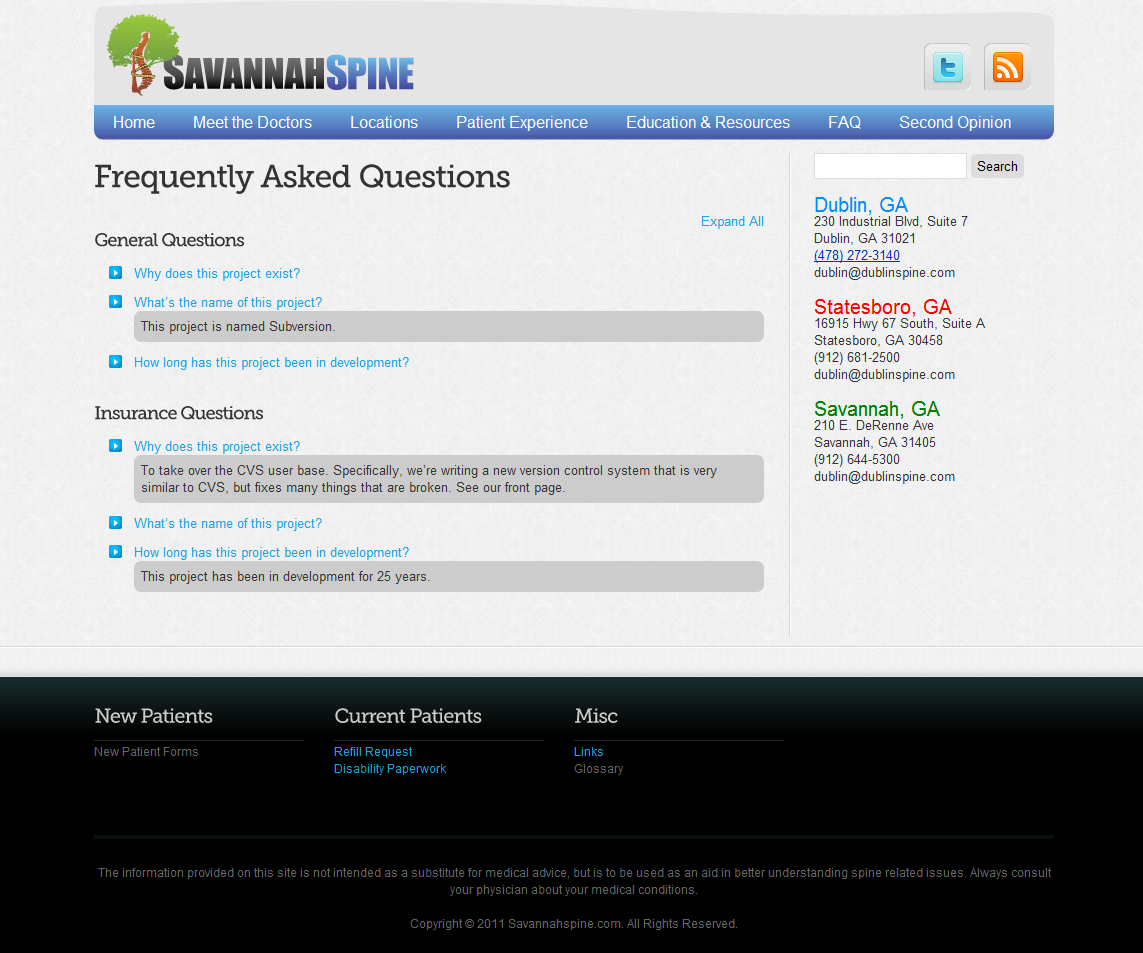 SAVANNAHSPINE
Home Meet the Doctors Locations Patient Experience Education & Resources FAQ Second Opinion
Frequently Asked Questions
Expand All
General Questions
Why does this project exist?
What's the name of this project?
This project is named Subversion.
How long has this project been in development?
Insurance Questions
Why does this project exist?
To take over the CVS user base. Specifically, we're writing a new version control system that is very
similar to CVS, but fixes many things that are broken. See our front page.
What's the name of this project?
How long has this project been in development?
This project has been in development for 25 years.
Search
Dublin, GA
230 Industrial Blvd, Suite 7
Dublin, GA 31021
(478) 272-3140
dublin@dublinspine.com
Statesboro, GA
16915 Hwy 67 South, Suite A
Statesboro, GA 30458
(912) 681-2500
dublin@dublinspine.com
Savannah, GA
210 E. DeRenne Ave
Savannah, GA 31405
(912) 644-5300
dublin@dublinspine.com
New Patients
New Patient Forms
Current Patients
Refill Request
Disability Paperwork
Misc
Links
Glossary
The information provided on this site is not intended as a substitute for medical advice, but is to be used as an aid in better understanding spine related issues. Always consult
your physician about your medical conditions.
Copyright © 2011 Savannahspine.com. All Rights Reserved.